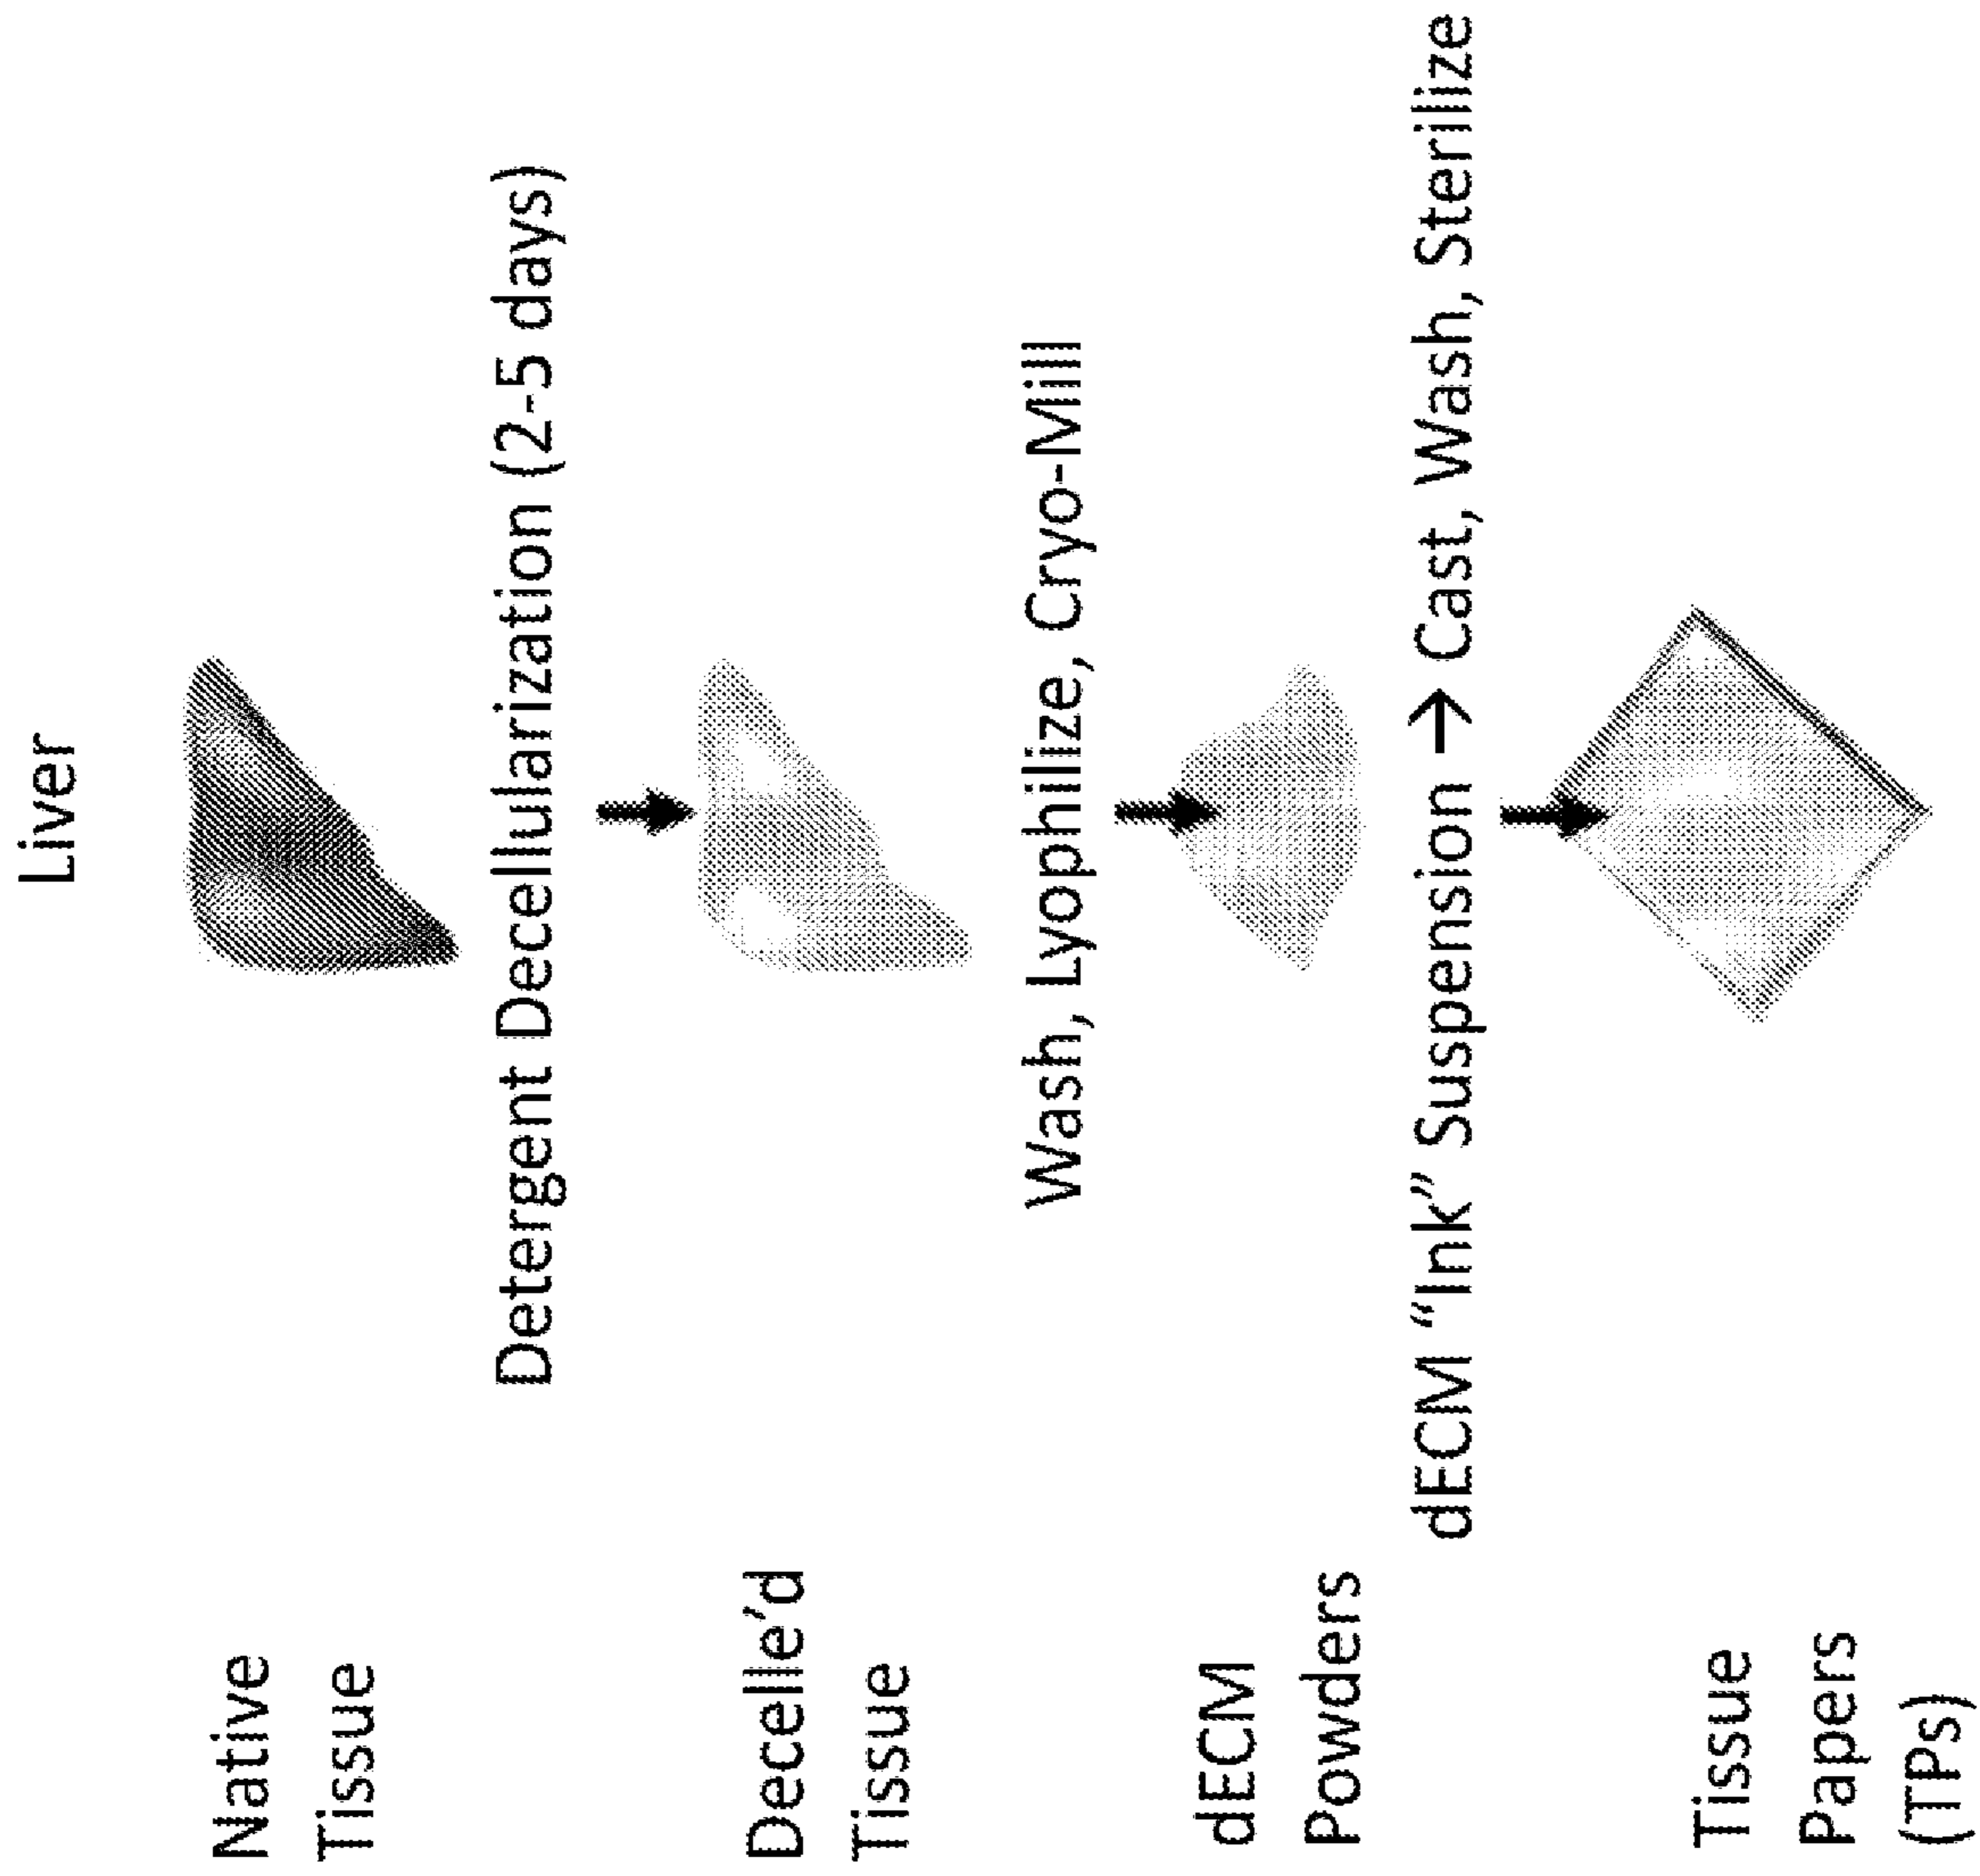 Liver
Native
Tissue
Detergent Decellularization (2-5 days)
Decelle’d
Tissue
Wash, Lyophilize, Cryo-Mill
dECM
Powders
dECM “Ink” Suspension → Cast, Wash, Sterilize
Tissue
Papers
(TPs)